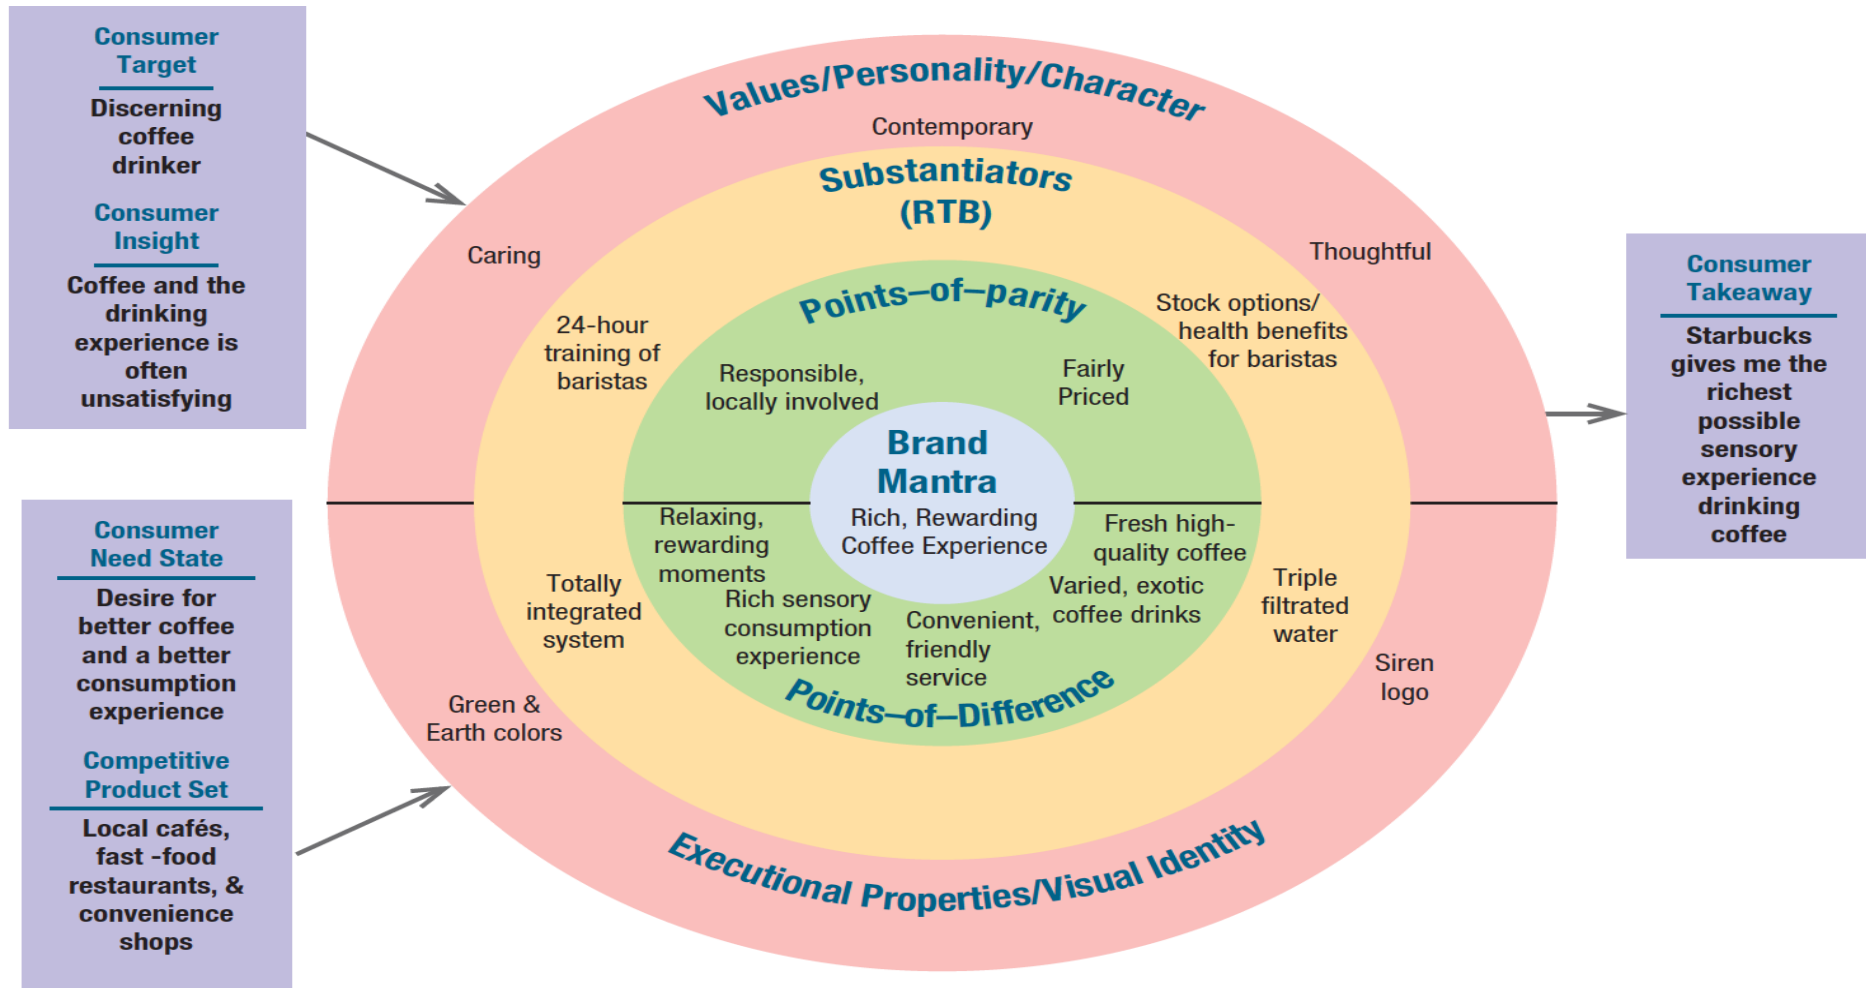 Consumer
Target
Discerning
coffee
drinker
Consumer
Insight
Coffee and the
drinking
experience is
often
unsatisfying
Consumer
Need State
Desire for
better coffee
and a better
consumption
experience
Competitive
Product Set
Local cafés,
fast -food
restaurants, &
convenience
shops
Values/Personality/Character
Contemporary
Caring
Thoughtful
Substantiators
(RTB)
24-hour
training of
baristas
Stock options/
health benefits
for baristas
Points–of–parity
Responsible,
locally involved
Fairly
Priced
Brand
Mantra
Rich, Rewarding
Coffee Experience
Relaxing,
rewarding
moments
Rich sensory
consumption
experience
Convenient,
friendly
service
Fresh high-
quality coffee
Varied, exotic
coffee drinks
Points–of–Difference
Totally
integrated
system
Triple
filtrated
water
Green &
Earth colors
Siren
logo
Executional Properties/Visual Identity
Consumer
Takeaway
Starbucks
gives me the
richest
possible
sensory
experience
drinking
coffee